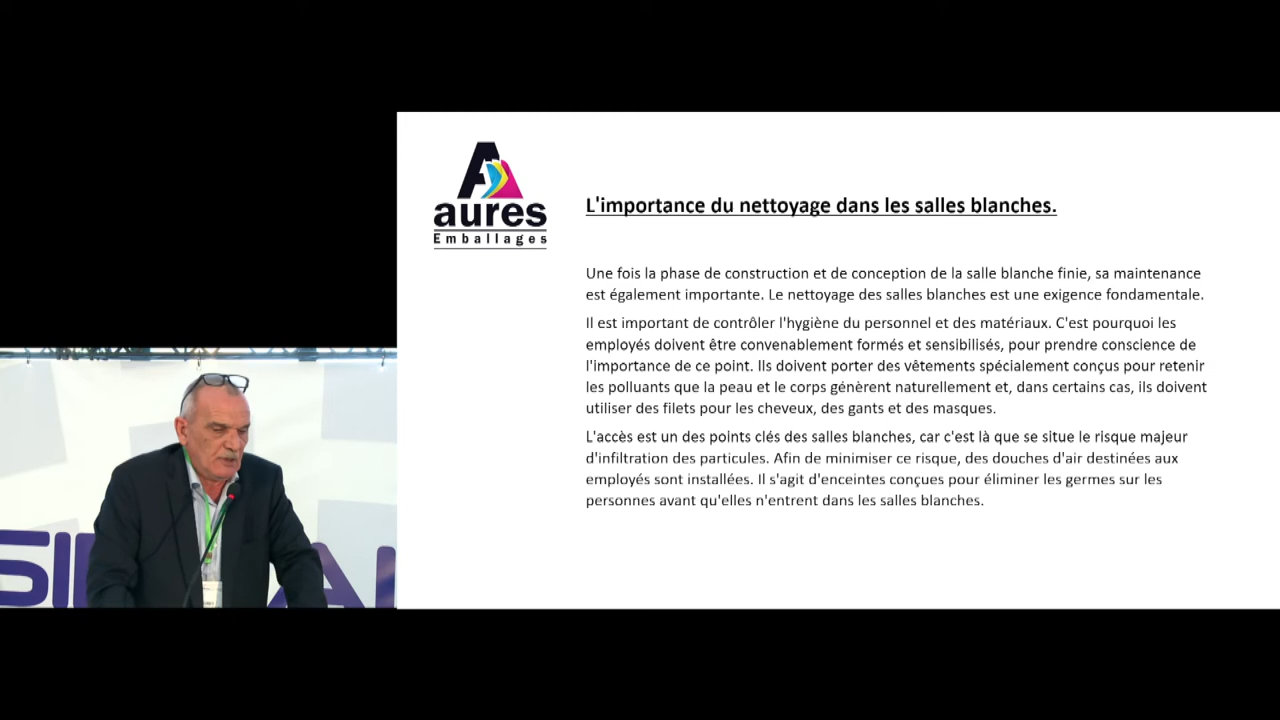 aures
Emballages
L'importance du nettoyage dans les salles blanches.
Une fois la phase de construction et de conception de la salle blanche finie, sa maintenance
est également importante. Le nettoyage des salles blanches est une exigence fondamentale.
Il est important de contrôler l'hygiène du personnel et des matériaux. C'est pourquoi les
employés doivent être convenablement formés et sensibilisés, pour prendre conscience de
l'importance de ce point. Ils doivent porter des vêtements spécialement conçus pour retenir
les polluants que la peau et le corps génèrent naturellement et, dans certains cas, ils doivent
utiliser des filets pour les cheveux, des gants et des masques.
L'accès est un des points clés des salles blanches, car c'est là que se situe le risque majeur
d'infiltration des particules. Afin de minimiser ce risque, des douches d'air destinées aux
employés sont installées. Il s'agit d'enceintes conçues pour éliminer les germes sur les
personnes avant qu'elles n'entrent dans les salles blanches.